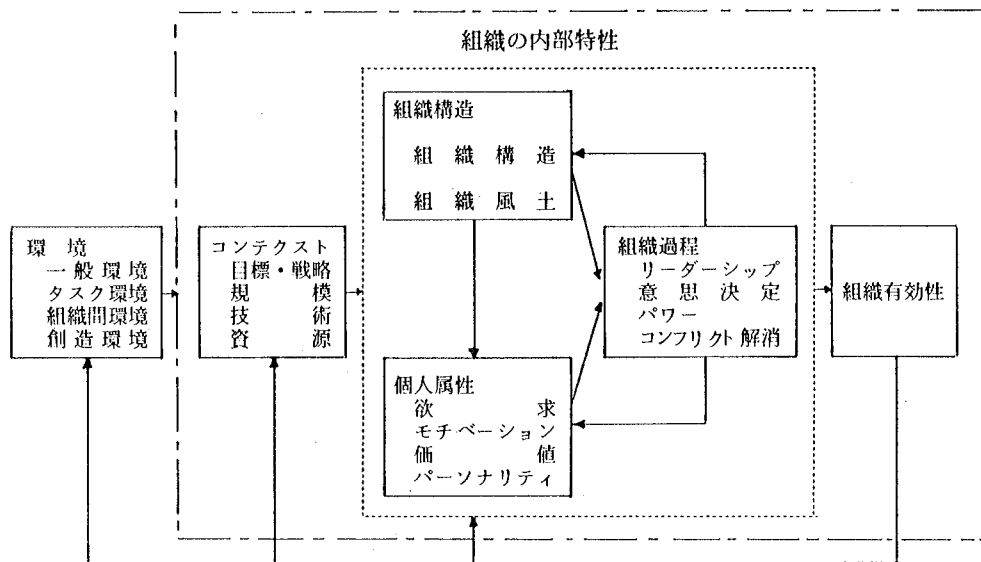 組織の内部特性
組織構造
組織構造
組織風土
環境
一般環境
タスク環境
組織間環境
創造環境
コンテクスト
目標・戦略
規模
技術
資源
組織過程
リーダーシップ
意思決定
パワー
コンフリクト解消
組織有効性
個人属性
欲求
モチベーション
価値
パーソナリティ